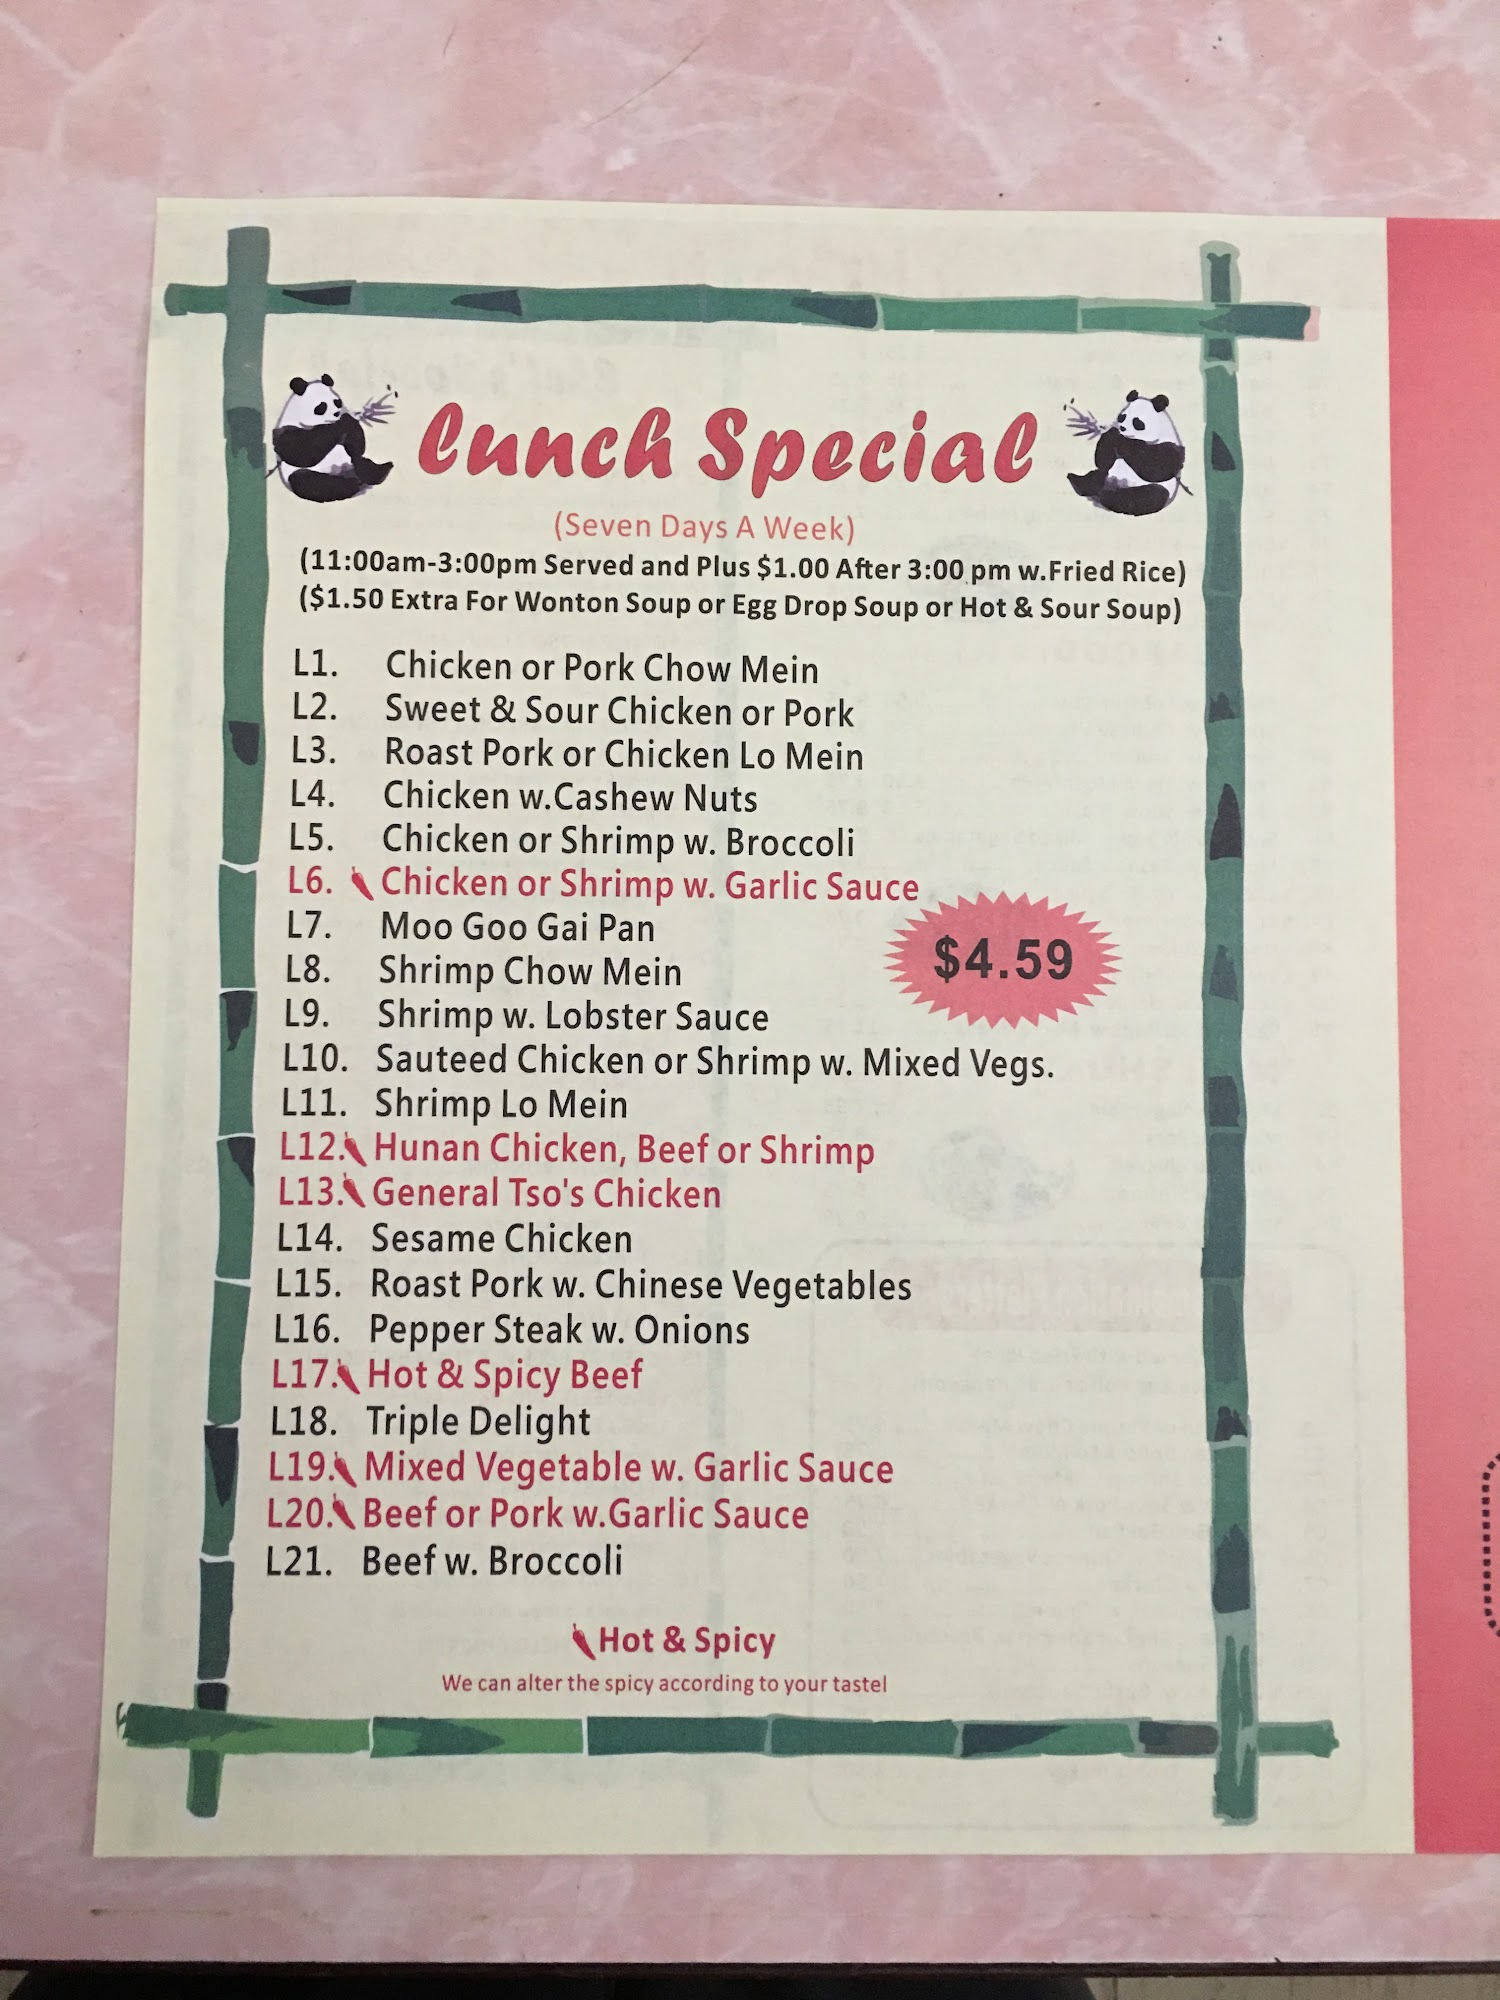 Lunch Special
(Seven Days A Week)
(11:00am-3:00pm Served and Plus $1.00 After 3:00 pm w.Fried Rice)
($1.50 Extra For Wonton Soup or Egg Drop Soup or Hot & Sour Soup)
L1. Chicken or Pork Chow Mein
L2. Sweet & Sour Chicken or Pork
L3. Roast Pork or Chicken Lo Mein
L4. Chicken w.Cashew Nuts
L5. Chicken or Shrimp w. Broccoli
L6. Chicken or Shrimp w. Garlic Sauce
L7. Moo Goo Gai Pan
$4.59
L8. Shrimp Chow Mein
L9. Shrimp w. Lobster Sauce
L10. Sauteed Chicken or Shrimp w. Mixed Vegs.
L11. Shrimp Lo Mein
L12. Hunan Chicken, Beef or Shrimp
L13. General Tso's Chicken
L14. Sesame Chicken
L15. Roast Pork w. Chinese Vegetables
L16. Pepper Steak w. Onions
L17. Hot & Spicy Beef
L18. Triple Delight
L19. Mixed Vegetable w. Garlic Sauce
L20. Beef or Pork w.Garlic Sauce
L21. Beef w. Broccoli
Hot & Spicy
We can alter the spicy according to your tastel